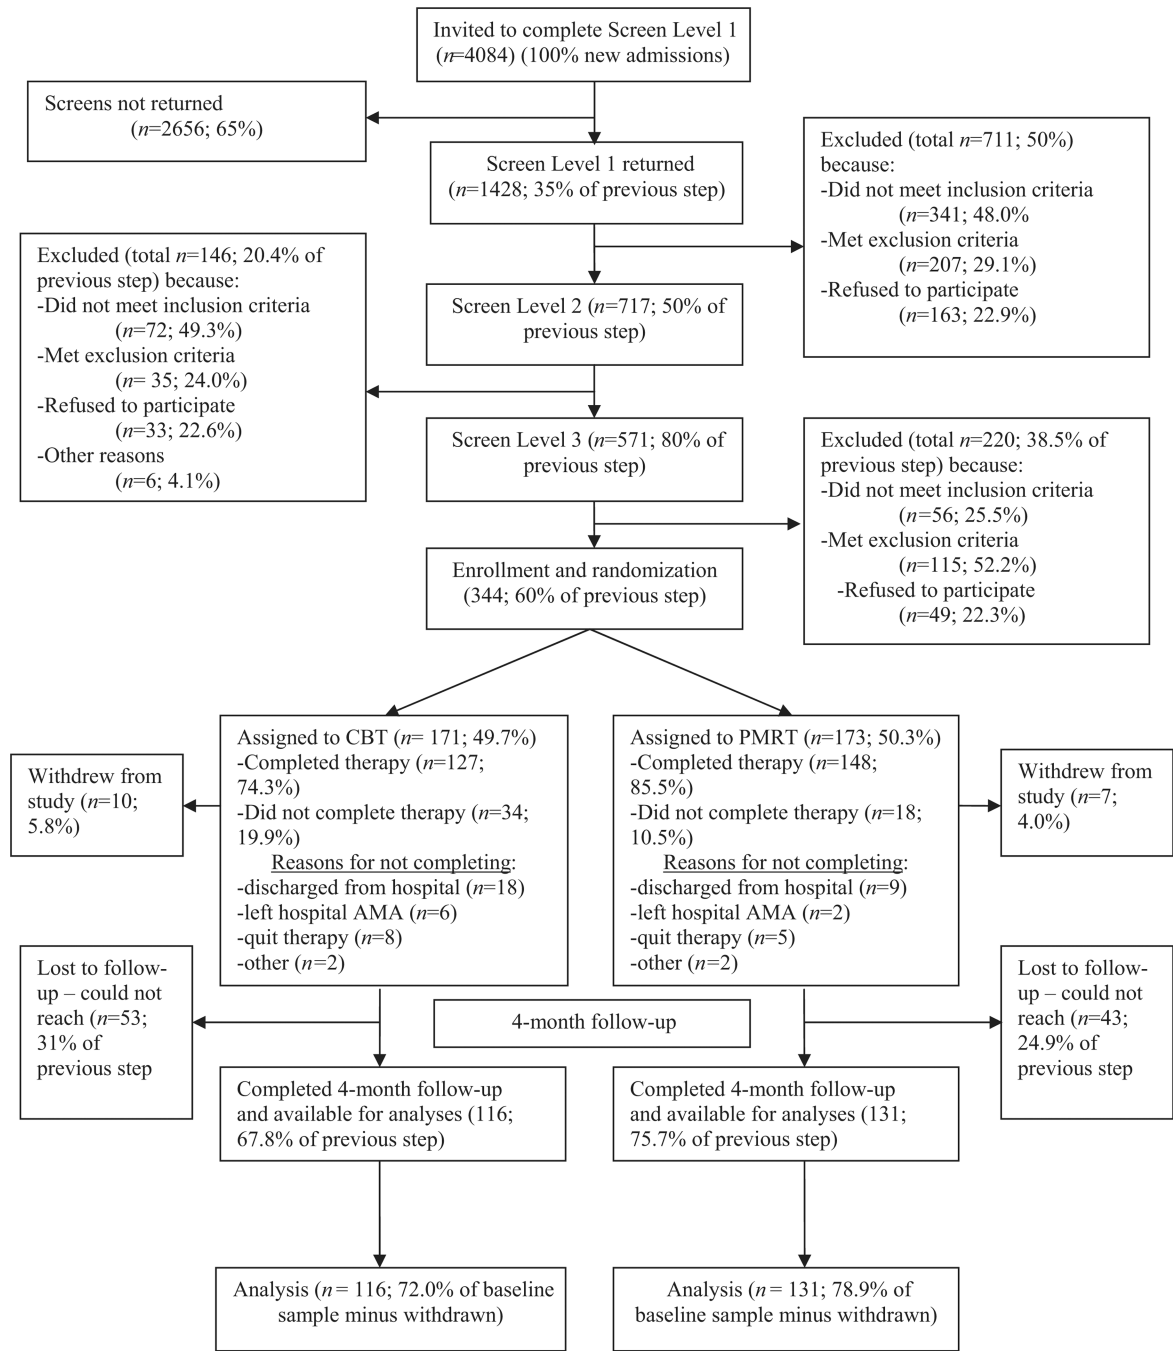 Invited to complete Screen Level 1
(n=4084) (100% new admissions)
Screens not returned
(n=2656; 65%)
Screen Level 1 returned
(n=1428; 35% of previous step)
Excluded (total n=711; 50%)
because:
-Did not meet inclusion criteria
(n=341; 48.0%
-Met exclusion criteria
(n=207; 29.1%)
-Refused to participate
(n=163; 22.9%)
Excluded (total n=146; 20.4% of
previous step) because:
-Did not meet inclusion criteria
(n=72; 49.3%)
-Met exclusion criteria
(n= 35; 24.0%)
-Refused to participate
(n=33; 22.6%)
-Other reasons
(n=6; 4.1%)
Screen Level 2 (n=717; 50% of
previous step)
Screen Level 3 (n=571; 80% of
previous step)
Excluded (total n=220; 38.5% of
previous step) because:
-Did not meet inclusion criteria
(n=56; 25.5%)
-Met exclusion criteria
(n=115; 52.2%)
-Refused to participate
(n=49; 22.3%)
Enrollment and randomization
(344; 60% of previous step)
Assigned to CBT (n= 171; 49.7%)
-Completed therapy (n=127;
74.3%)
-Did not complete therapy (n=34;
19.9%)
Reasons for not completing:
-discharged from hospital (n=18)
-left hospital AMA (n=6)
-quit therapy (n=8)
-other (n=2)
Assigned to PMRT (n=173; 50.3%)
-Completed therapy (n=148;
85.5%)
-Did not complete therapy (n=18;
10.5%)
Reasons for not completing:
-discharged from hospital (n=9)
-left hospital AMA (n=2)
-quit therapy (n=5)
-other (n=2)
Withdrew from
study (n=10;
5.8%)
Withdrew from
study (n=7;
4.0%)
Lost to follow-
up – could not
reach (n=53;
31% of
previous step
4-month follow-up
Lost to follow-
up – could not
reach (n=43;
24.9% of
previous step
Completed 4-month follow-up
and available for analyses (116;
67.8% of previous step)
Completed 4-month follow-up
and available for analyses (131;
75.7% of previous step)
Analysis (n = 116; 72.0% of baseline
sample minus withdrawn)
Analysis (n = 131; 78.9% of
baseline sample minus withdrawn)